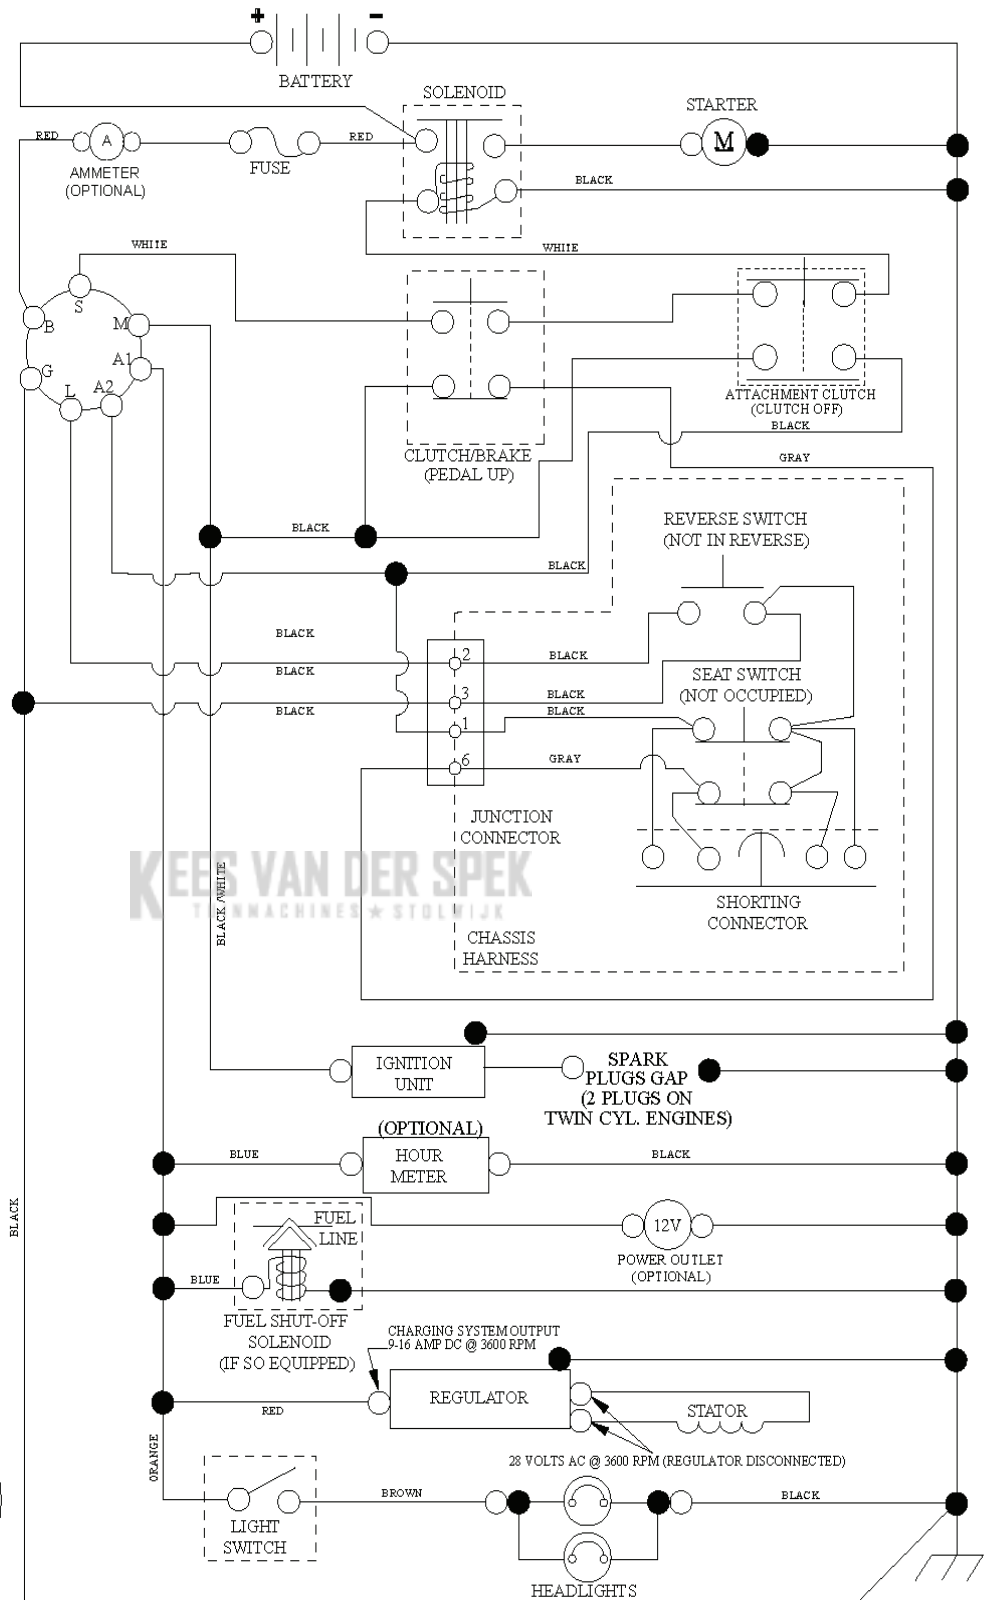 + -
BATTERY
SOLENOID
STARTER
RED
A
RED
M
AMMETER
(OPTIONAL)
FUSE
BLACK
WHITE
WHITE
S
B
M
G
A1
L
A2
ATTACHMENT CLUTCH
(CLUTCH OFF)
BLACK
CLUTCH/BRAKE
(PEDAL UP)
GRAY
BLACK
REVERSE SWITCH
(NOT IN REVERSE)
BLACK
BLACK
2
BLACK
BLACK
SEAT SWITCH
(NOT OCCUPIED)
3
BLACK
BLACK
BLACK
1
6
GRAY
JUNCTION
CONNECTOR
KEES VAN DER SPEK
TUINMACHINES ★ STOLWIJK
BLACK/WHITE
SHORTING
CONNECTOR
CHASSIS
HARNESS
IGNITION
UNIT
SPARK
PLUGS GAP
(2 PLUGS ON
TWIN CYL. ENGINES)
(OPTIONAL)
HOUR
METER
BLUE
BLACK
BLACK
FUEL
LINE
12V
POWER OUTLET
(OPTIONAL)
BLUE
FUEL SHUT-OFF
SOLENOID
(IF SO EQUIPPED)
CHARGING SYSTEM OUTPUT
9-16 AMP DC @ 3600 RPM
REGULATOR
RED
STATOR
ORANGE
28 VOLTS AC @ 3600 RPM (REGULATOR DISCONNECTED)
BROWN
BLACK
LIGHT
SWITCH
HEADLIGHTS